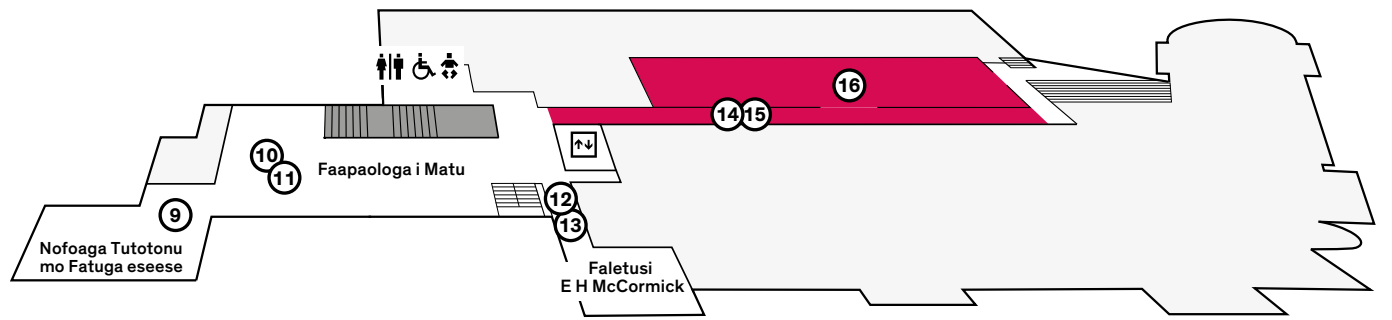 16
14 15
10
11
Faapaologa i Matu
12
13
9
Nofoaga Tutotonu
mo Fatuga eseese
Faletusi
E H McCormick